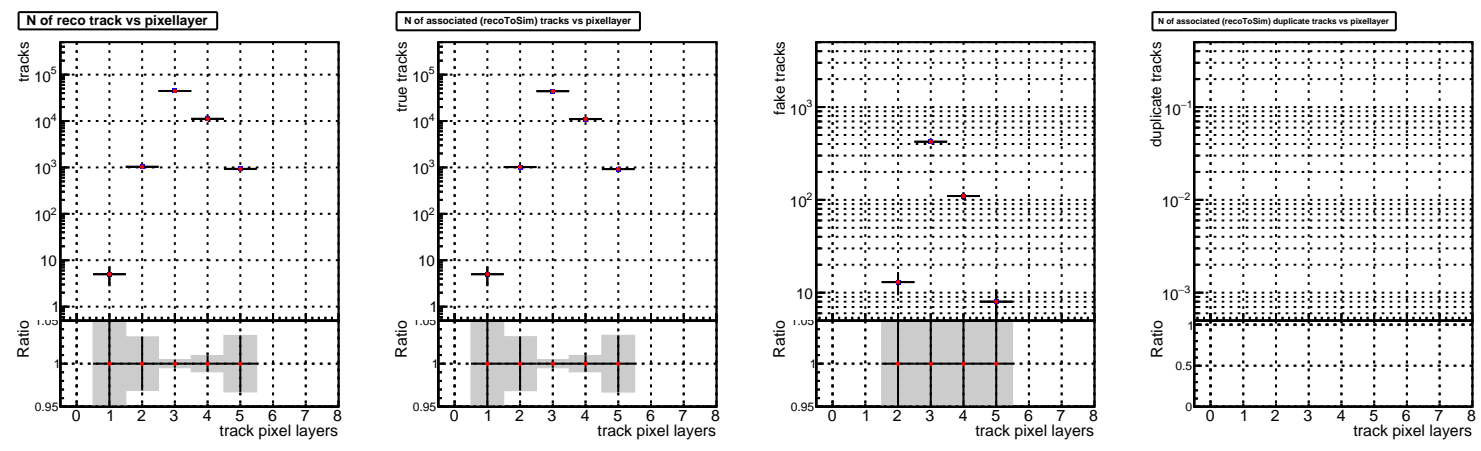 N of reco track vs pixellayer
tracks
10^5
10^4
10^3
10^2
10
1
Ratio
1.05
1
0.95
0 1 2 3 4 5 6 7 8
track pixel layers
N of associated (recoToSim) tracks vs pixellayer
true tracks
10^5
10^4
10^3
10^2
10
1
Ratio
1.05
1
0.95
0 1 2 3 4 5 6 7 8
track pixel layers
fake tracks
10^3
10^2
10
Ratio
1.05
1
0.95
0 1 2 3 4 5 6 7 8
track pixel layers
N of associated (recoToSim) duplicate tracks vs pixellayer
duplicate tracks
10^−1
10^−2
10^−3
Ratio
1
0.5
0
0 1 2 3 4 5 6 7 8
track pixel layers